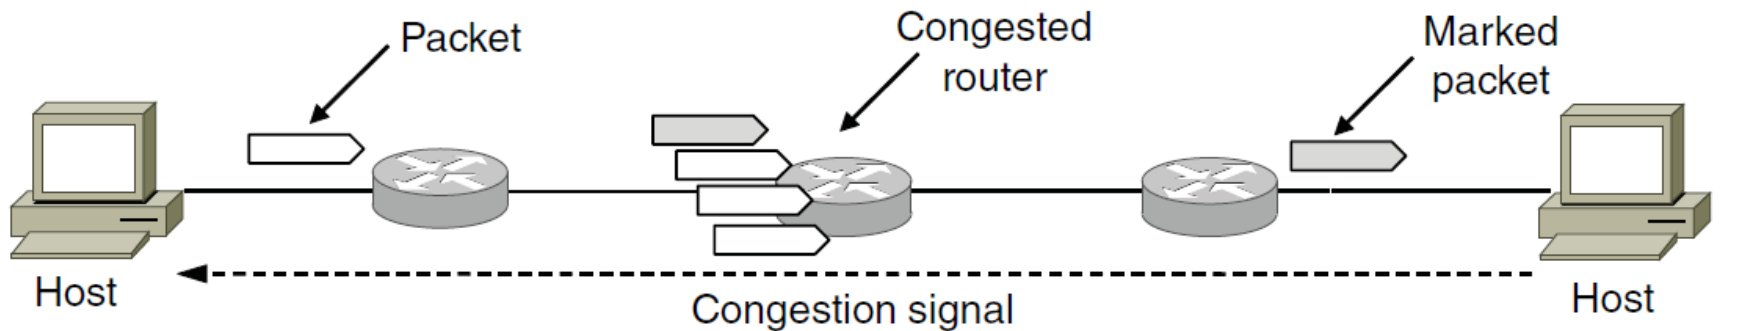 Packet
Congested
router
Marked
packet
Host
Congestion signal
Host